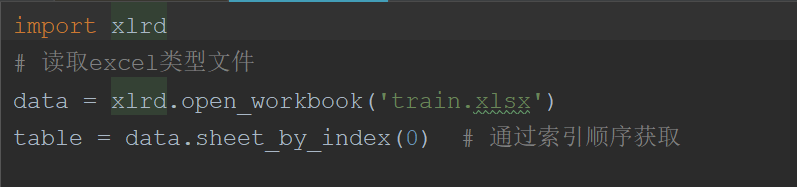 import xlrd
# 读取excel类型文件
data = xlrd.open_workbook('train.xlsx')
table = data.sheet_by_index(0)  # 通过索引顺序获取